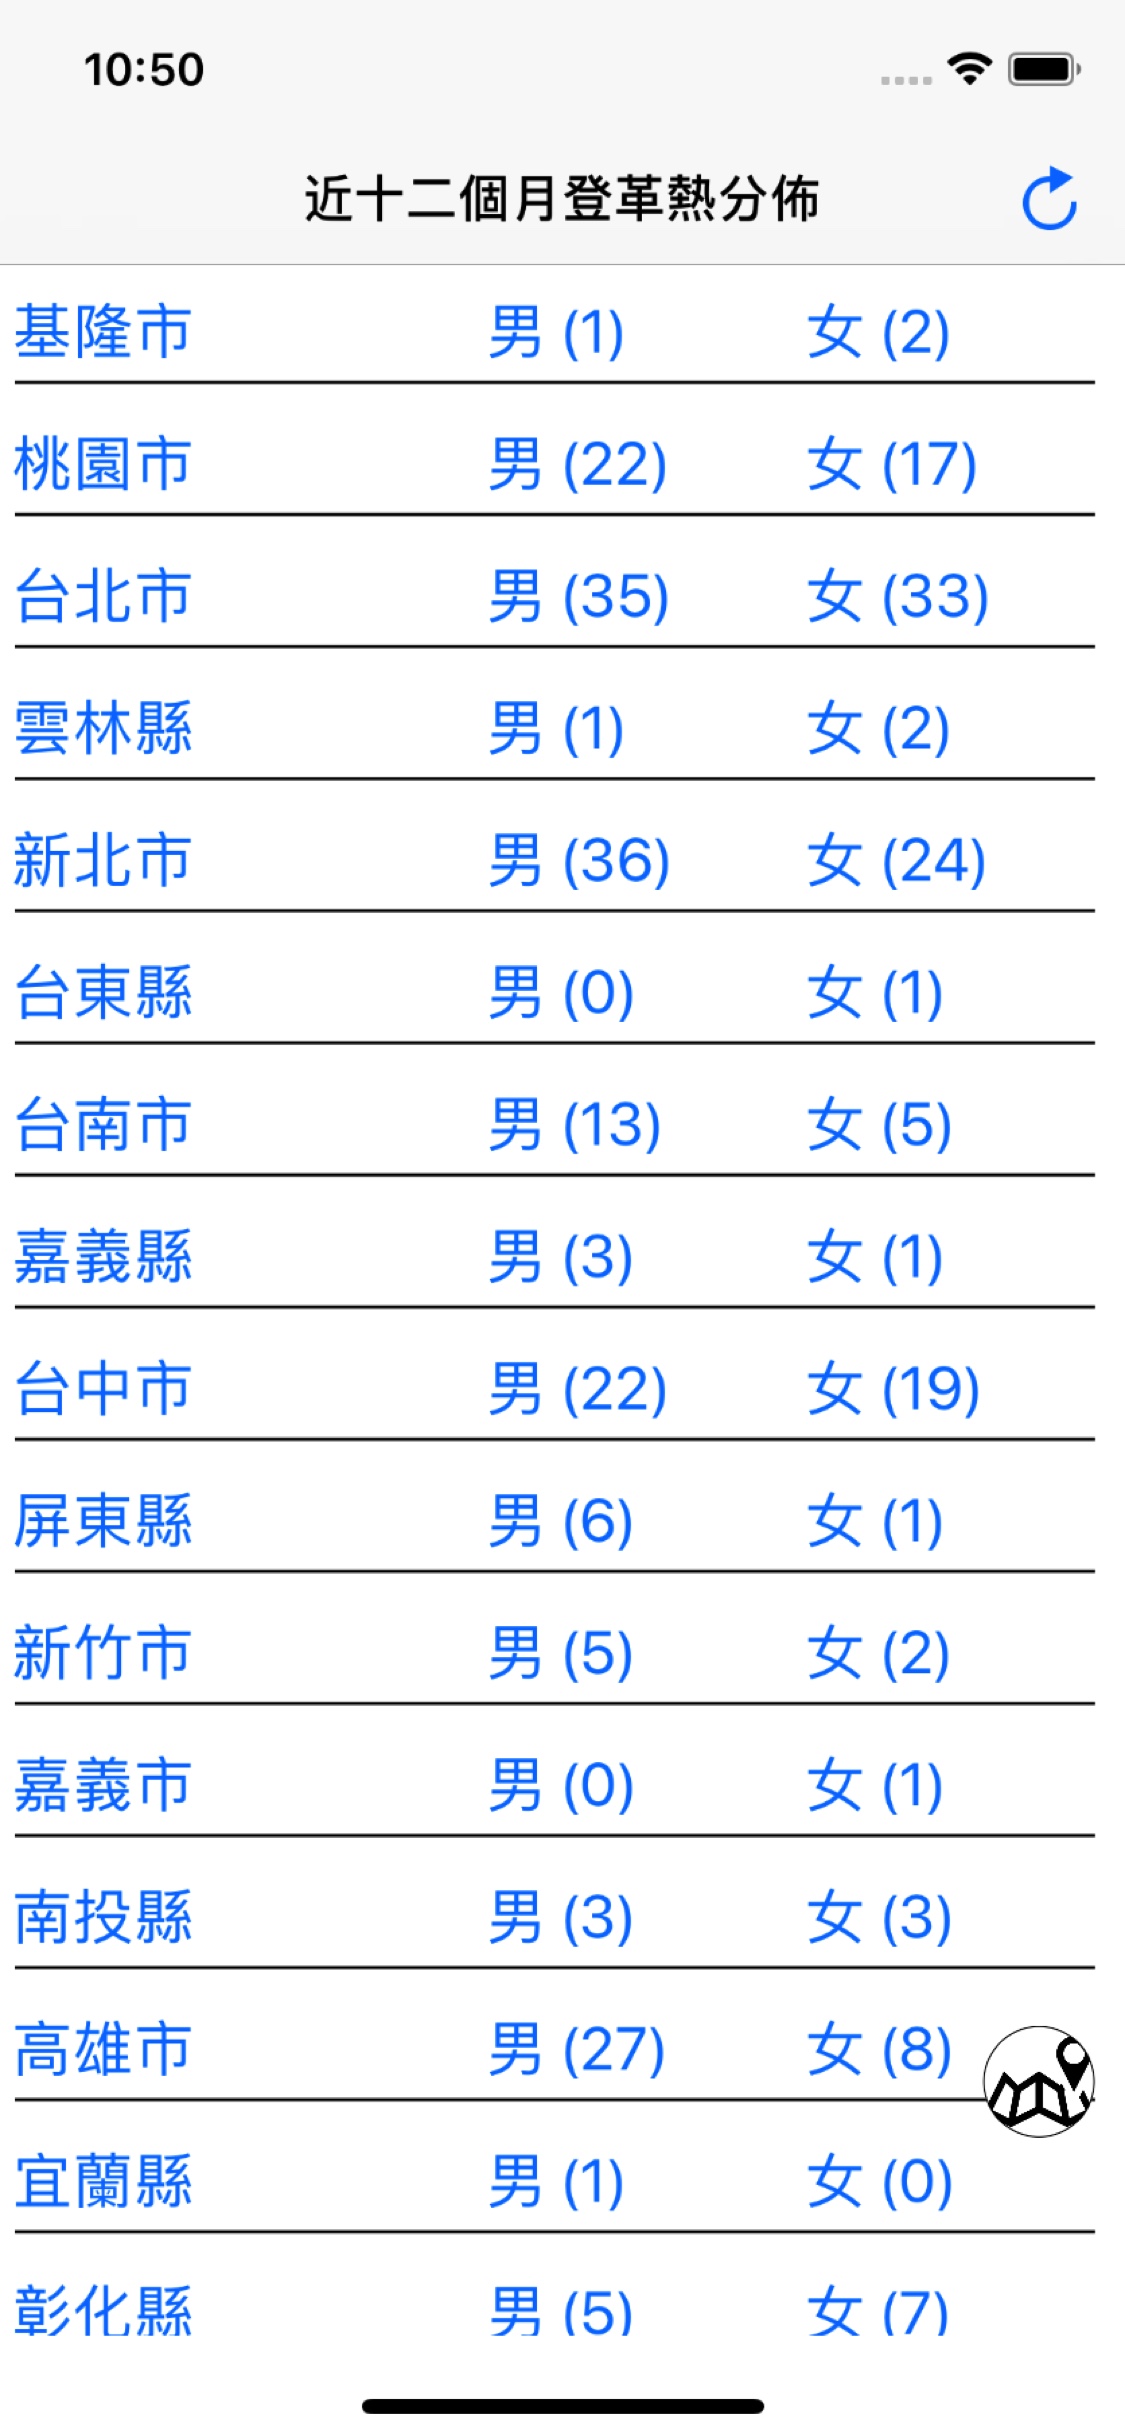 10:50
近十二個月登革熱分佈
基隆市 男 (1) 女 (2)
桃園市 男 (22) 女 (17)
台北市 男 (35) 女 (33)
雲林縣 男 (1) 女 (2)
新北市 男 (36) 女 (24)
台東縣 男 (0) 女 (1)
台南市 男 (13) 女 (5)
嘉義縣 男 (3) 女 (1)
台中市 男 (22) 女 (19)
屏東縣 男 (6) 女 (1)
新竹市 男 (5) 女 (2)
嘉義市 男 (0) 女 (1)
南投縣 男 (3) 女 (3)
高雄市 男 (27) 女 (8)
宜蘭縣 男 (1) 女 (0)
彰化縣 男 (5) 女 (7)